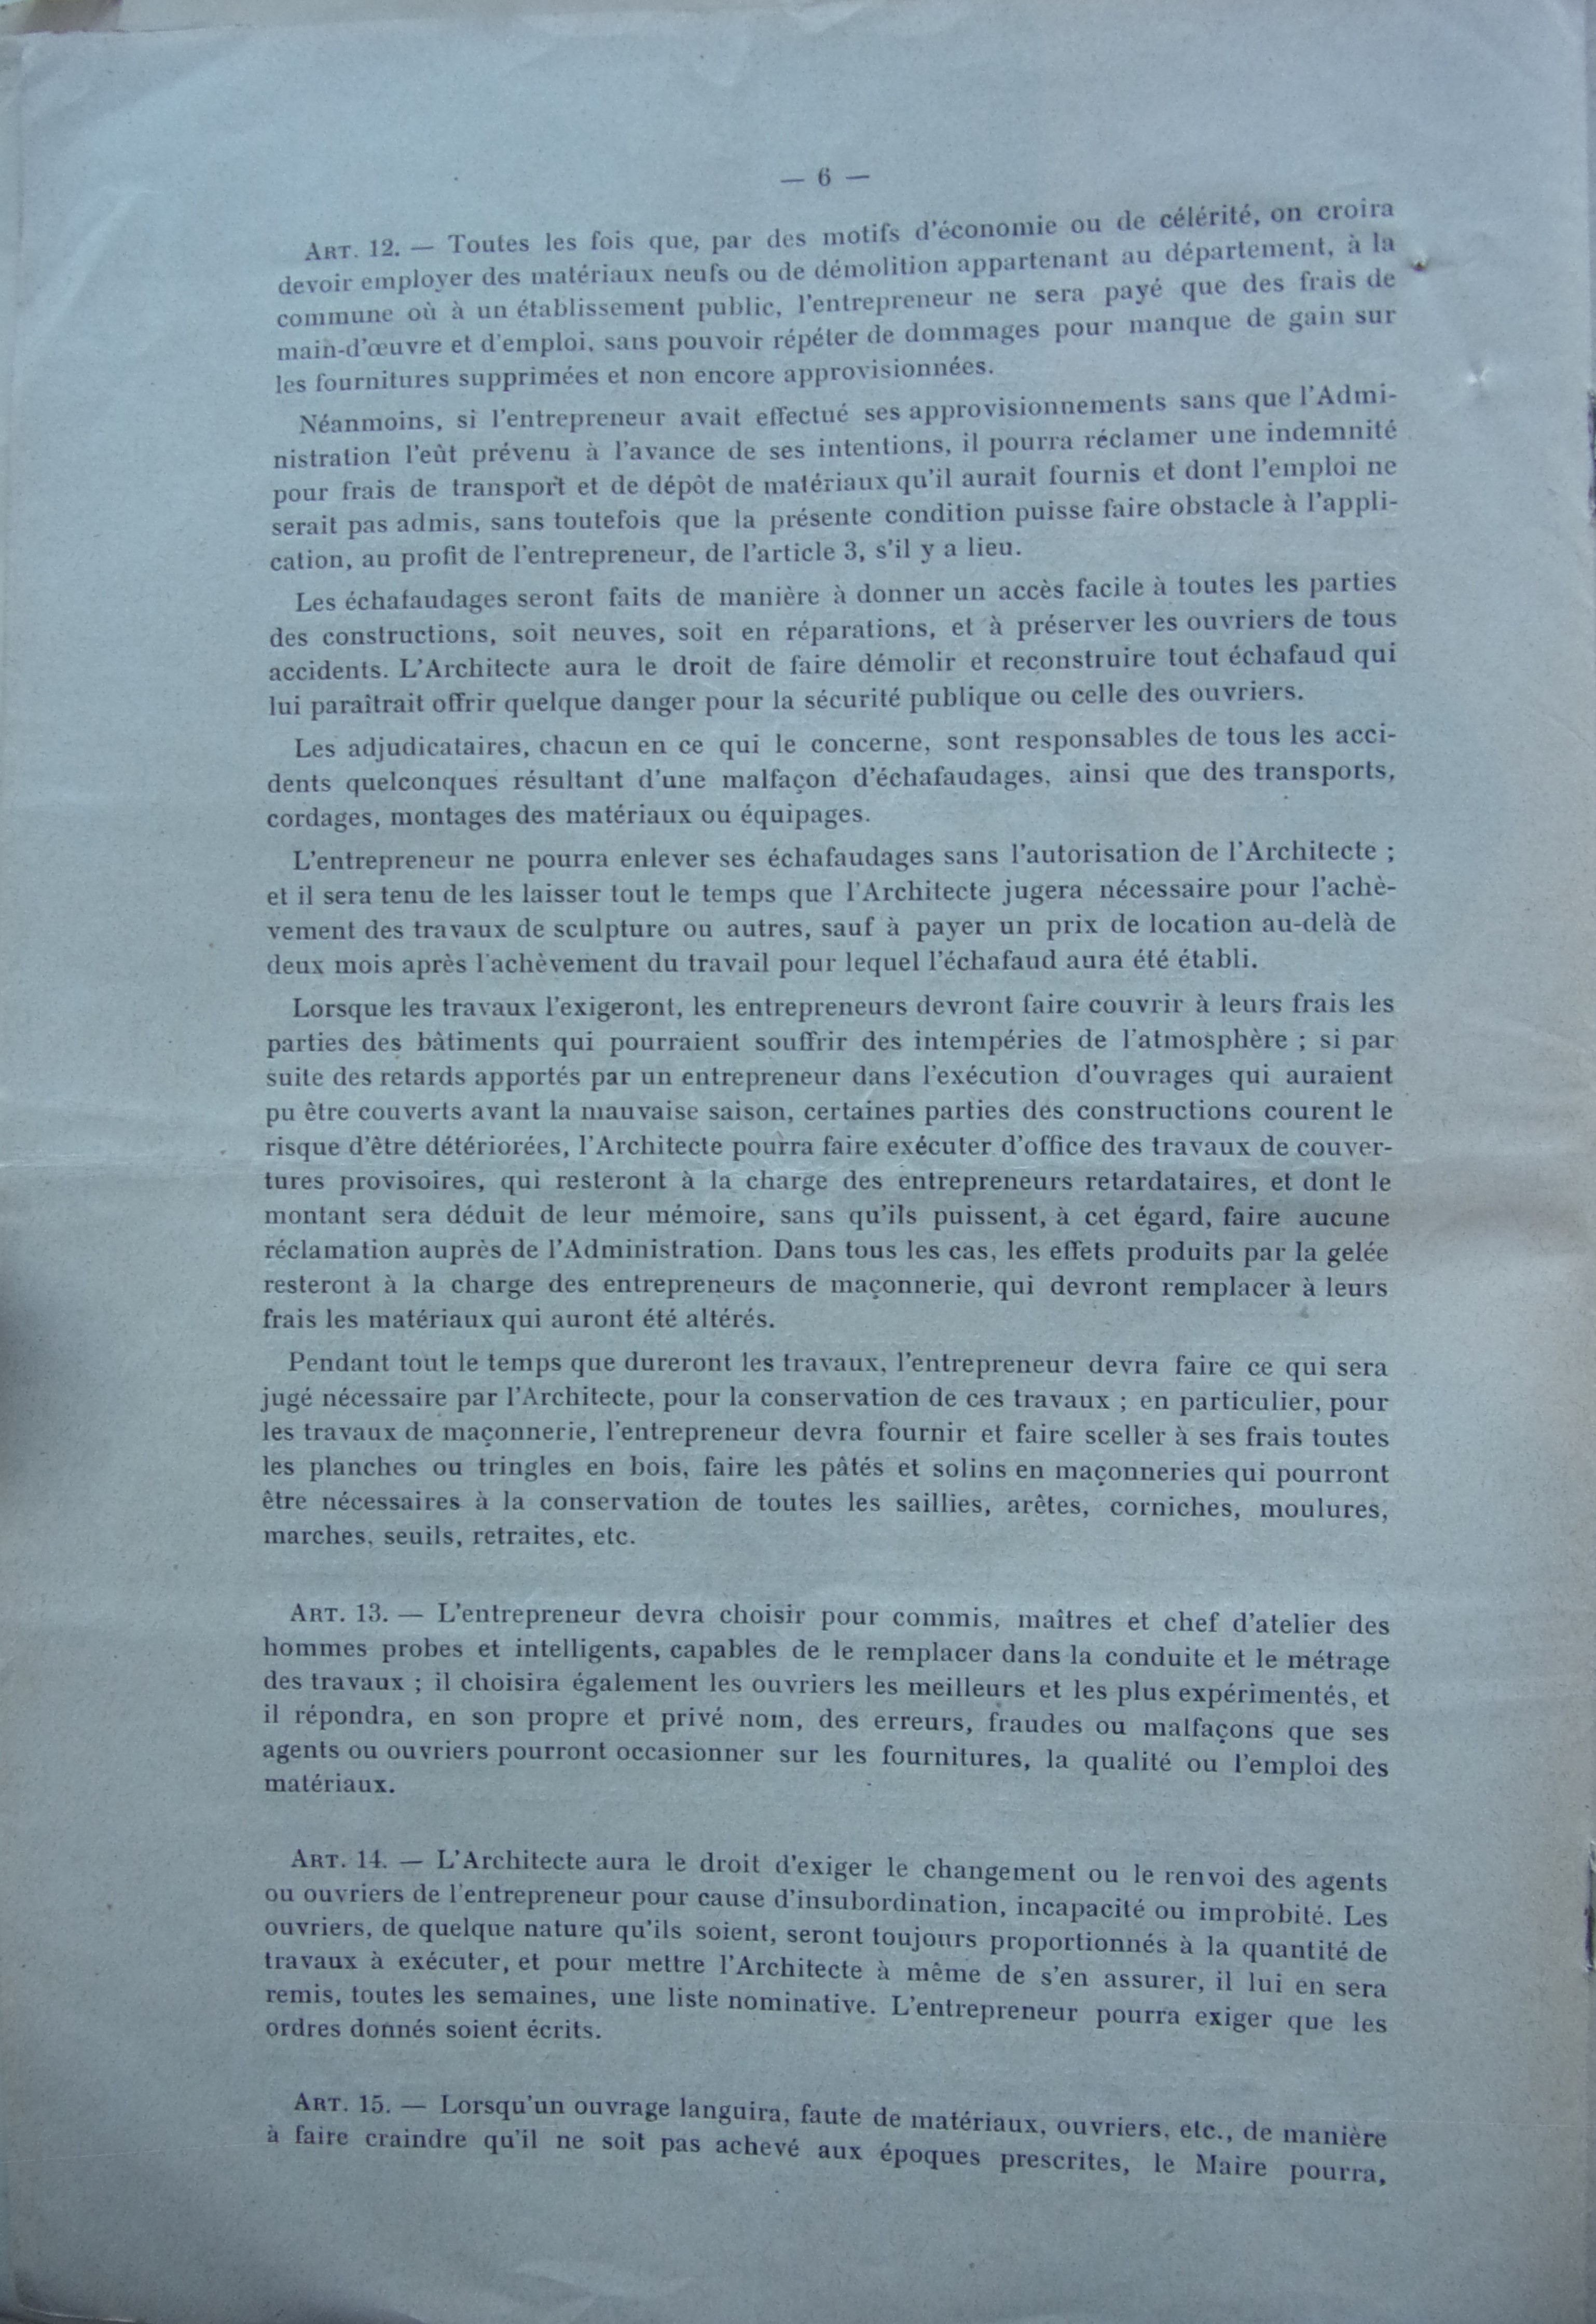 — 6 —
ART. 12. — Toutes les fois que, par des motifs d'économie ou de célérité, on croira
devoir employer des matériaux neufs ou de démolition appartenant au département, à la
commune où à un établissement public, l'entrepreneur ne sera payé que des frais de
main-d'œuvre et d'emploi, sans pouvoir répéter de dommages pour manque de gain sur
les fournitures supprimées et non encore approvisionnées.
Néanmoins, si l'entrepreneur avait effectué ses approvisionnements sans que l'Admi-
nistration l'eût prévenu à l'avance de ses intentions, il pourra réclamer une indemnité
pour frais de transport et de dépôt de matériaux qu'il aurait fournis et dont l'emploi ne
serait pas admis, sans toutefois que la présente condition puisse faire obstacle à l'appli-
cation, au profit de l'entrepreneur, de l'article 3, s'il y a lieu.
Les échafaudages seront faits de manière à donner un accès facile à toutes les parties
des constructions, soit neuves, soit en réparations, et à préserver les ouvriers de tous
accidents. L'Architecte aura le droit de faire démolir et reconstruire tout échafaud qui
lui paraîtrait offrir quelque danger pour la sécurité publique ou celle des ouvriers.
Les adjudicataires, chacun en ce qui le concerne, sont responsables de tous les acci-
dents quelconques résultant d'une malfaçon d'échafaudages, ainsi que des transports,
cordages, montages des matériaux ou équipages.
L'entrepreneur ne pourra enlever ses échafaudages sans l'autorisation de l'Architecte ;
et il sera tenu de les laisser tout le temps que l'Architecte jugera nécessaire pour l'achè-
vement des travaux de sculpture ou autres, sauf à payer un prix de location au-delà de
deux mois après l'achèvement du travail pour lequel l'échafaud aura été établi.
Lorsque les travaux l'exigeront, les entrepreneurs devront faire couvrir à leurs frais les
parties des bâtiments qui pourraient souffrir des intempéries de l'atmosphère ; si par
suite des retards apportés par un entrepreneur dans l'exécution d'ouvrages qui auraient
pu être couverts avant la mauvaise saison, certaines parties des constructions courent le
risque d'être détériorées, l'Architecte pourra faire exécuter d'office des travaux de couver-
tures provisoires, qui resteront à la charge des entrepreneurs retardataires, et dont le
montant sera déduit de leur mémoire, sans qu'ils puissent, à cet égard, faire aucune
réclamation auprès de l'Administration. Dans tous les cas, les effets produits par la gelée
resteront à la charge des entrepreneurs de maçonnerie, qui devront remplacer à leurs
frais les matériaux qui auront été altérés.
Pendant tout le temps que dureront les travaux, l'entrepreneur devra faire ce qui sera
jugé nécessaire par l'Architecte, pour la conservation de ces travaux ; en particulier, pour
les travaux de maçonnerie, l'entrepreneur devra fournir et faire sceller à ses frais toutes
les planches ou tringles en bois, faire les pâtés et solins en maçonneries qui pourront
être nécessaires à la conservation de toutes les saillies, arêtes, corniches, moulures,
marches, seuils, retraites, etc.
ART. 13. — L'entrepreneur devra choisir pour commis, maîtres et chef d'atelier des
hommes probes et intelligents, capables de le remplacer dans la conduite et le métrage
des travaux ; il choisira également les ouvriers les meilleurs et les plus expérimentés, et
il répondra, en son propre et privé nom, des erreurs, fraudes ou malfaçons que ses
agents ou ouvriers pourront occasionner sur les fournitures, la qualité ou l'emploi des
matériaux.
ART. 14. — L'Architecte aura le droit d'exiger le changement ou le renvoi des agents
ou ouvriers de l'entrepreneur pour cause d'insubordination, incapacité ou improbité. Les
ouvriers, de quelque nature qu'ils soient, seront toujours proportionnés à la quantité de
travaux à exécuter, et pour mettre l'Architecte à même de s'en assurer, il lui en sera
remis, toutes les semaines, une liste nominative. L'entrepreneur pourra exiger que les
ordres donnés soient écrits.
ART. 15. — Lorsqu'un ouvrage languira, faute de matériaux, ouvriers, etc., de manière
à faire craindre qu'il ne soit pas achevé aux époques prescrites, le Maire pourra,